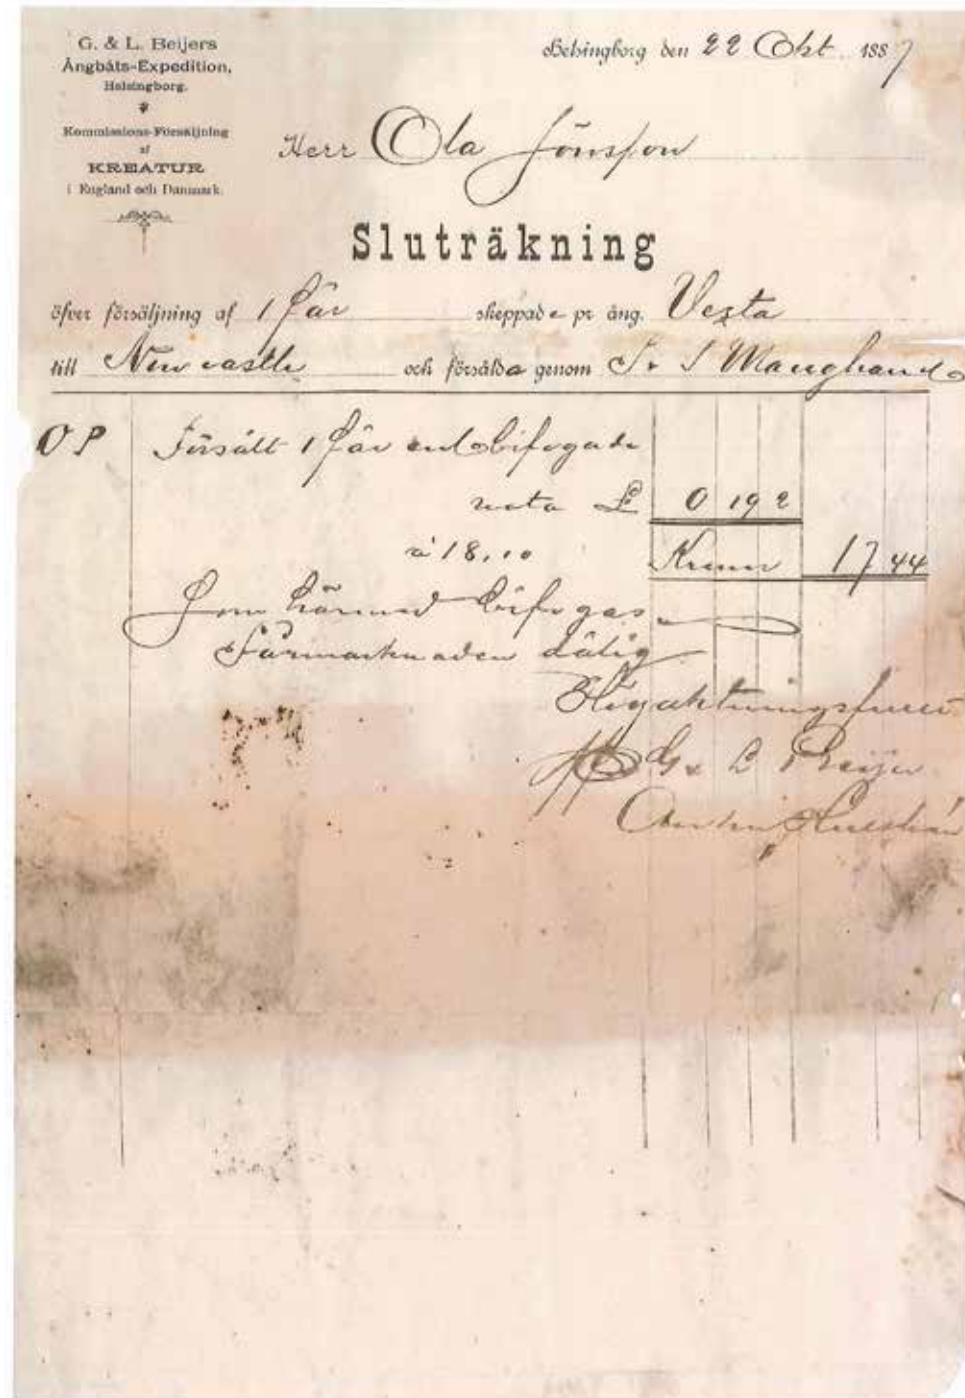 G. & L. Beijers
Ångbåts-Expedition,
Helsingborg.
Kommissions-Försäljning
af
KREATUR
i England och Danmark.
Helsingborg den 22 Okt. 1887
Herr Ola Jönsson
Sluträkning
öfver försäljning af 1 får skeppade pr ång. Vesta
till Newcastle och försålda genom
O P Försålt 1 får enl bifogade
nota £ 0 19 2
à 18,10 Kronor 17 44
Som härmed bifogas
Fårmarknaden dålig
Högaktningsfullt
G & L Beijer